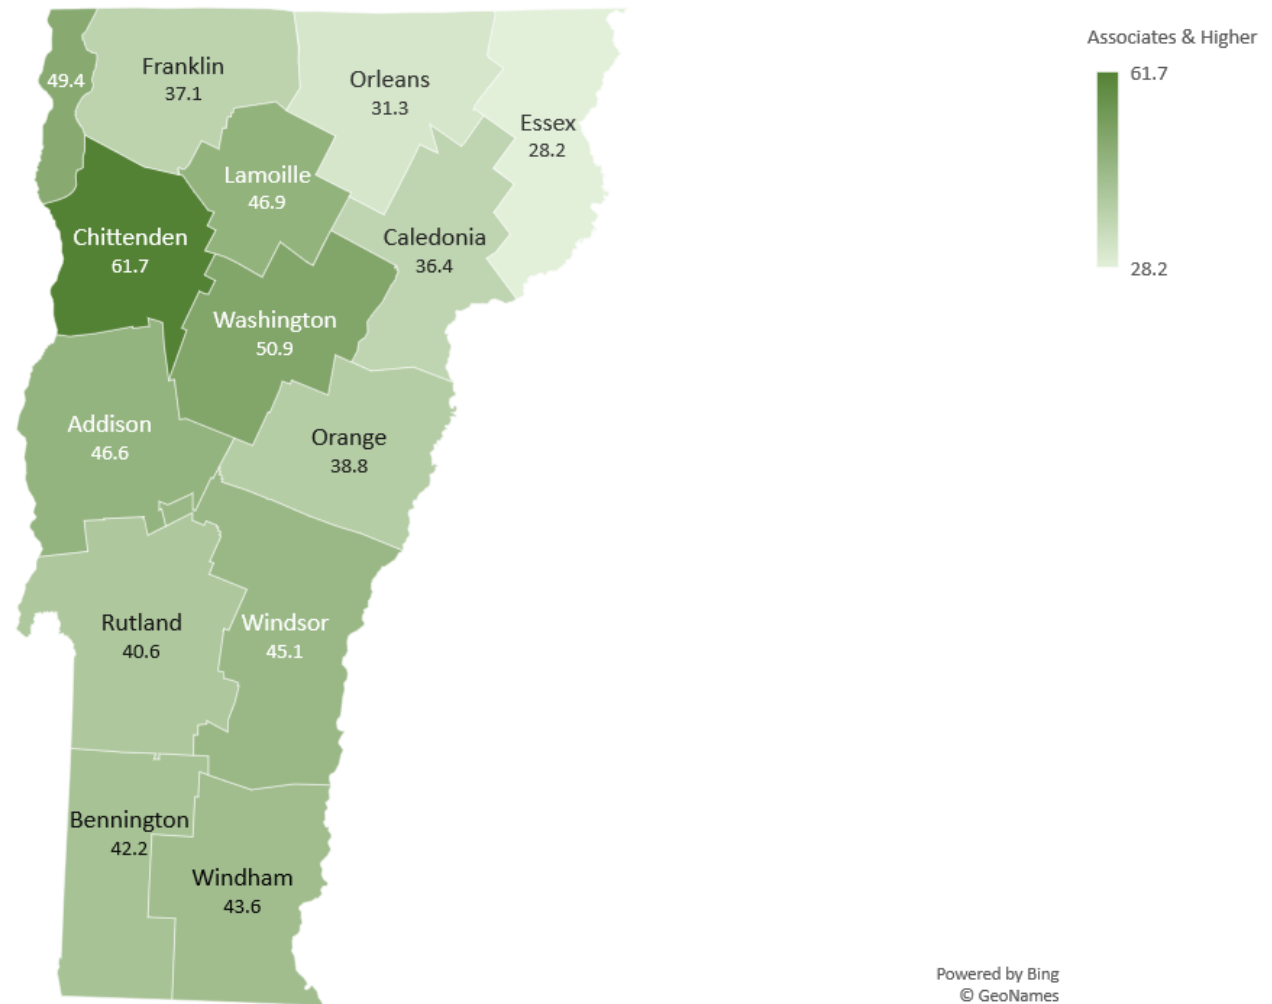 Associates & Higher
61.7
28.2
49.4
Franklin
37.1
Orleans
31.3
Essex
28.2
Lamoille
46.9
Chittenden
61.7
Caledonia
36.4
Washington
50.9
Addison
46.6
Orange
38.8
Rutland
40.6
Windsor
45.1
Bennington
42.2
Windham
43.6
Powered by Bing
© GeoNames